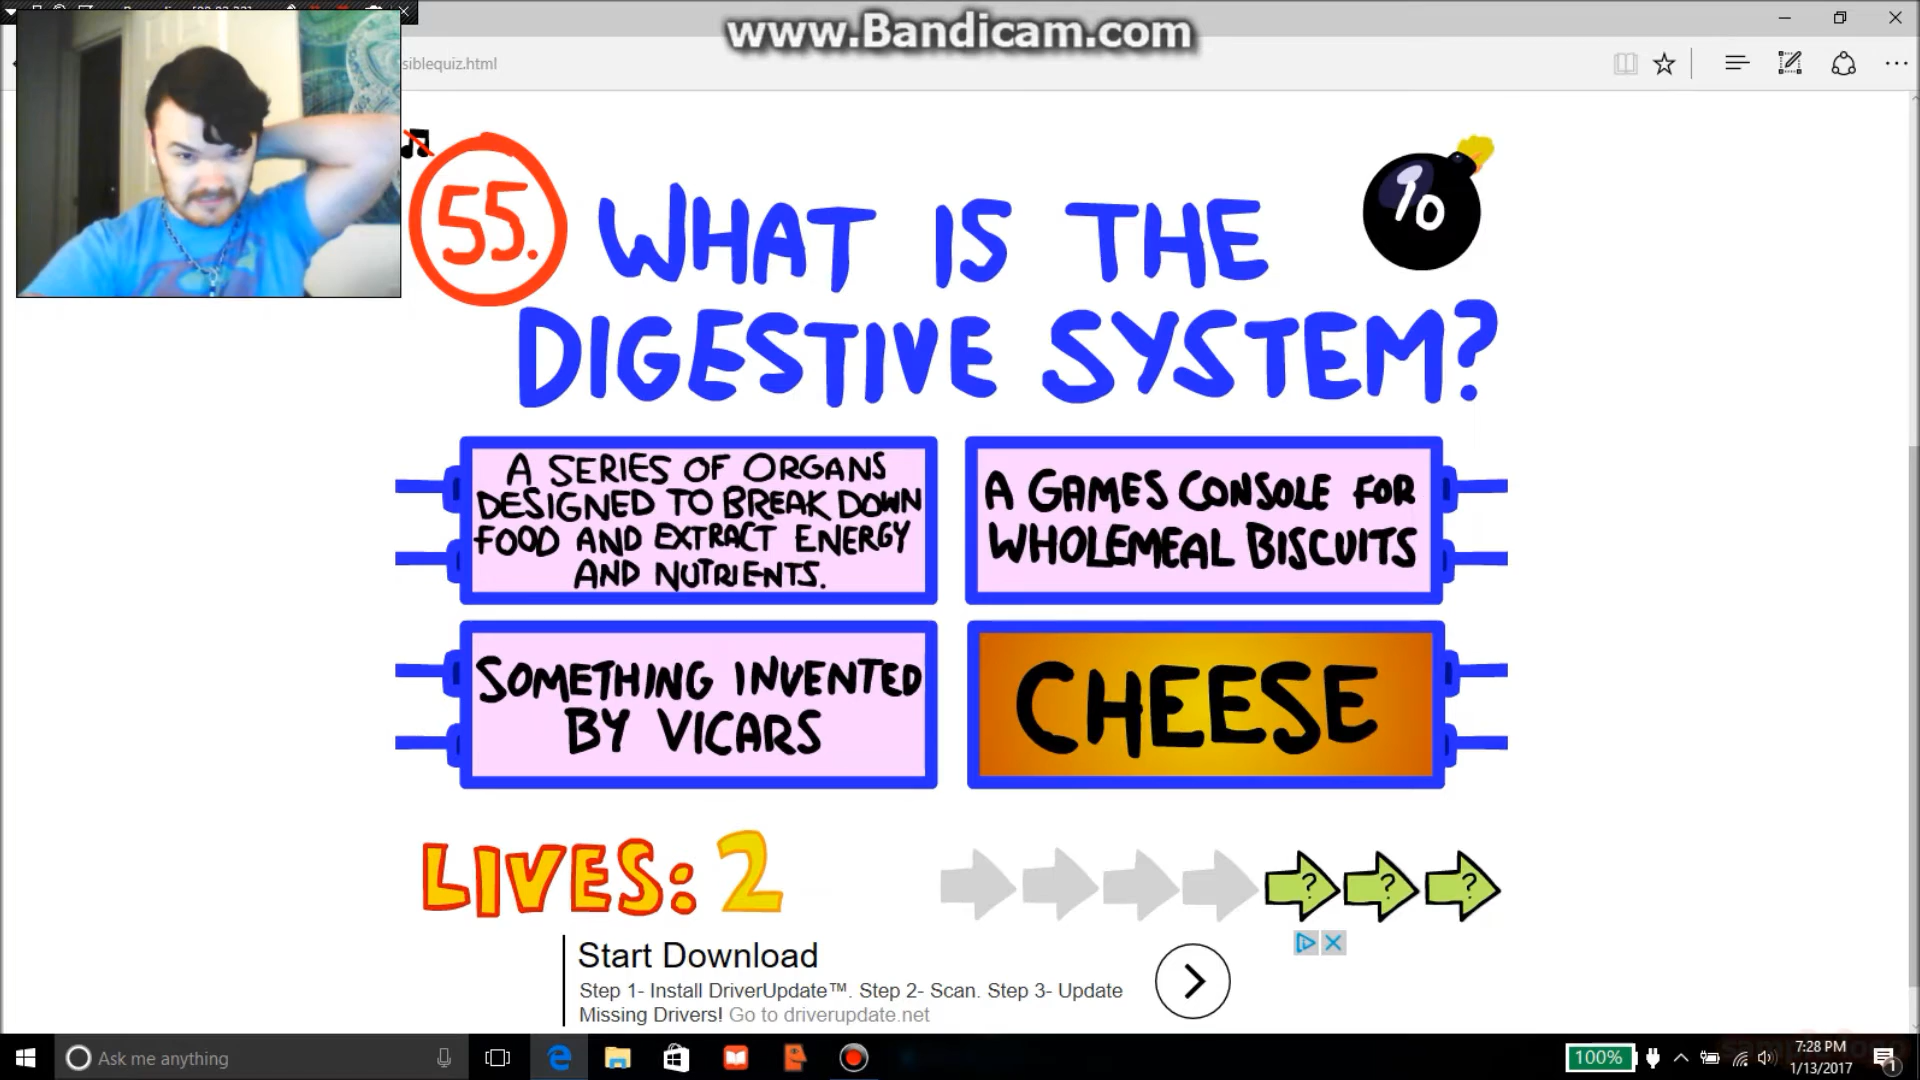 www.Bandicam.com
siblequiz.html
55.
WHAT IS THE
10
DIGESTIVE SYSTEM?
A SERIES OF ORGANS
DESIGNED TO BREAK DOWN
FOOD AND EXTRACT ENERGY
AND NUTRIENTS.
A GAMES CONSOLE FOR
WHOLEMEAL BISCUITS
SOMETHING INVENTED
BY VICARS
CHEESE
LIVES: 2
? ? ?
Start Download
Step 1- Install DriverUpdate™. Step 2- Scan. Step 3- Update
Missing Drivers! Go to driverupdate.net
Ask me anything
100%
7:28 PM
1/13/2017
1